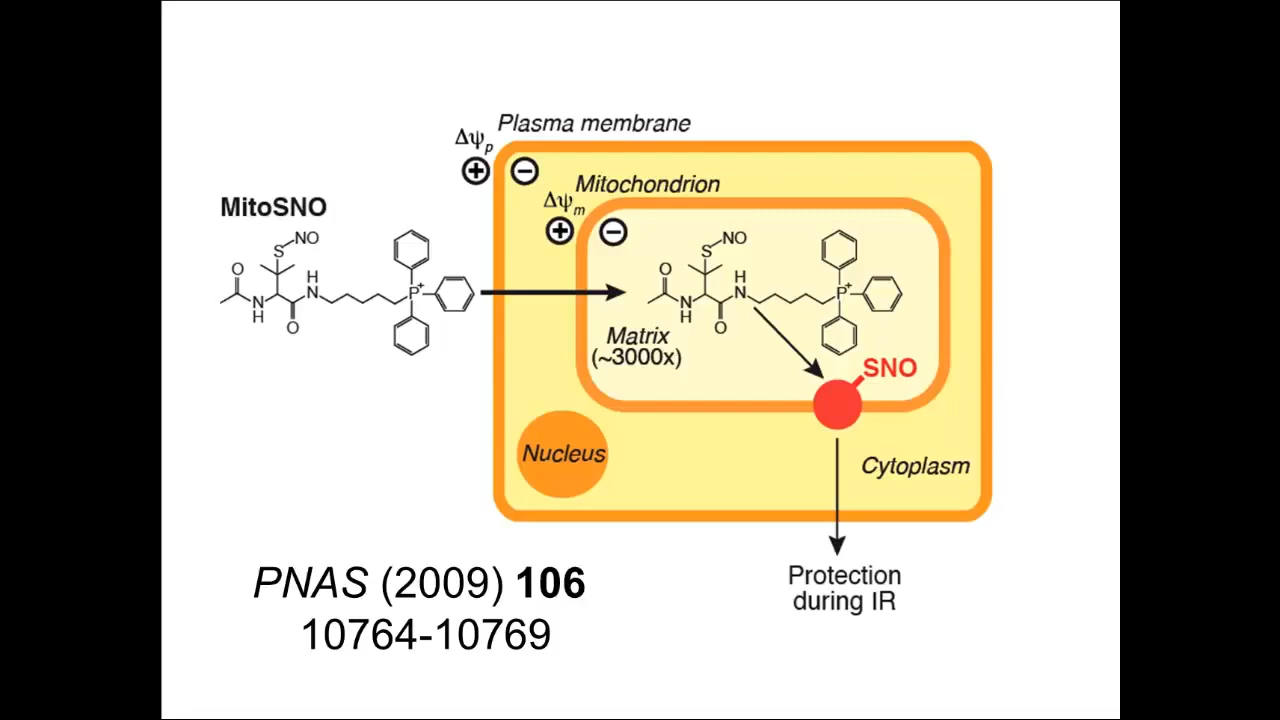 Plasma membrane
Δψp
+
−
Mitochondrion
Δψm
+
−
MitoSNO
NO
S
O
N
H
O
H
N
P+
NO
S
O
N
H
O
H
N
P+
Matrix
(~3000x)
SNO
Nucleus
Cytoplasm
Protection
during IR
PNAS (2009) 106
10764-10769